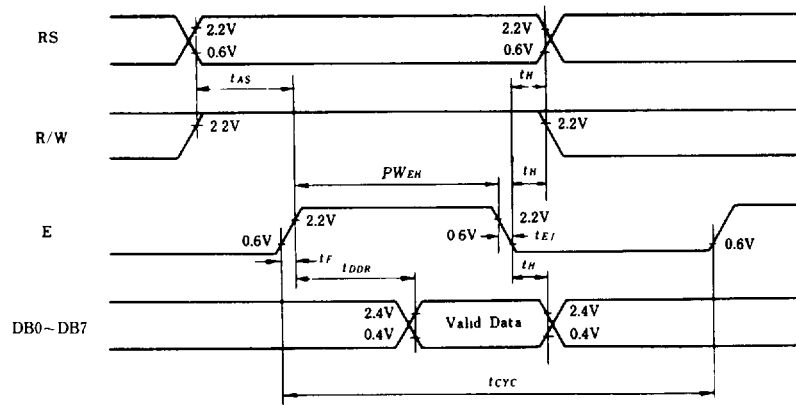 RS 2.2V 0.6V 2.2V 0.6V
tAS tH
R/W 2.2V 2.2V
PWEH tH
E 0.6V 2.2V 0.6V 2.2V tEf 0.6V
tF tDDR tH
DB0~DB7 2.4V 0.4V Valid Data 2.4V 0.4V
tCYC